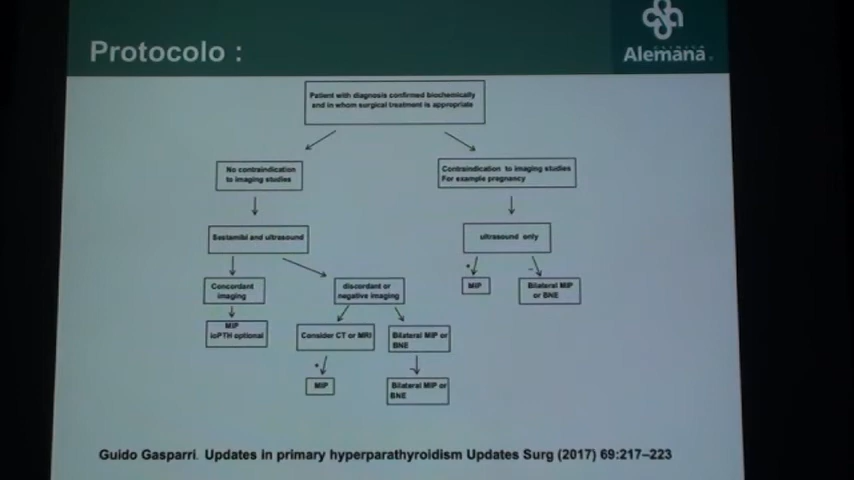 Protocolo :
CLINICA
Alemana
Patient with diagnosis confirmed biochemically
and in whom surgical treatment is appropriate
No contraindication
to imaging studies
Contraindication to imaging studies
For example pregnancy
Sestamibi and ultrasound
ultrasound only
Concordant
imaging
discordant or
negative imaging
+
MIP
–
Bilateral MIP
or BNE
MIP
ioPTH optional
Consider CT or MRI
Bilateral MIP or
BNE
+
MIP
Bilateral MIP or
BNE
Guido Gasparri. Updates in primary hyperparathyroidism Updates Surg (2017) 69:217–223